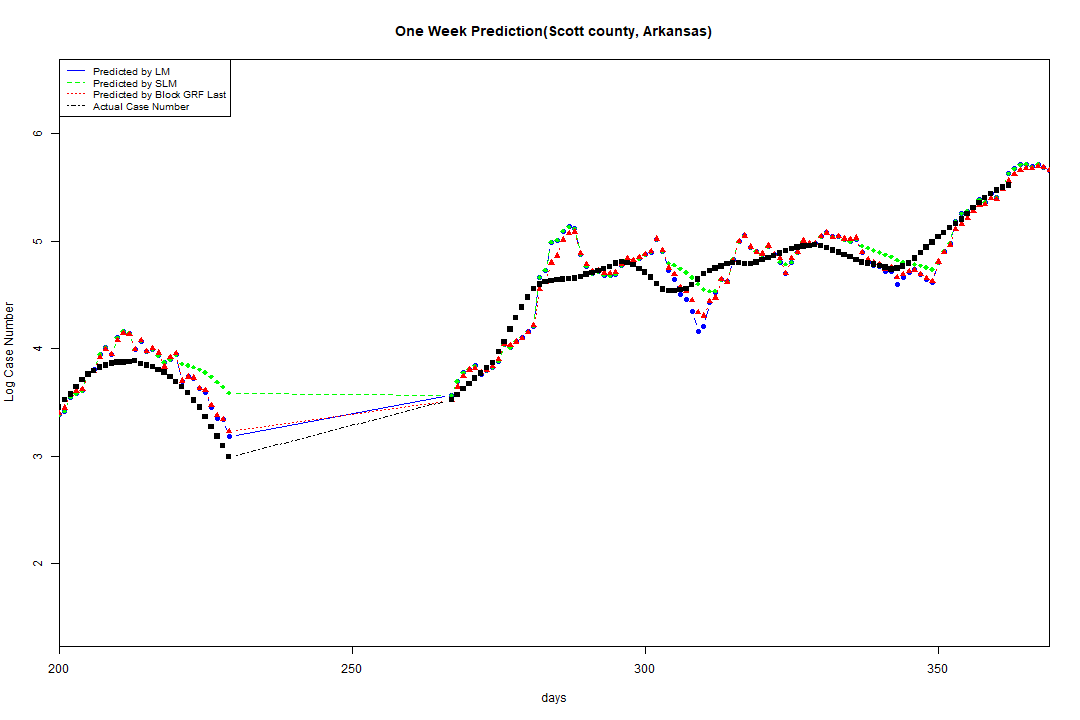 One Week Prediction(Scott county, Arkansas)
Predicted by LM
Predicted by SLM
Predicted by Block GRF Last
Actual Case Number
6
5
4
3
2
Log Case Number
200 250 300 350
days